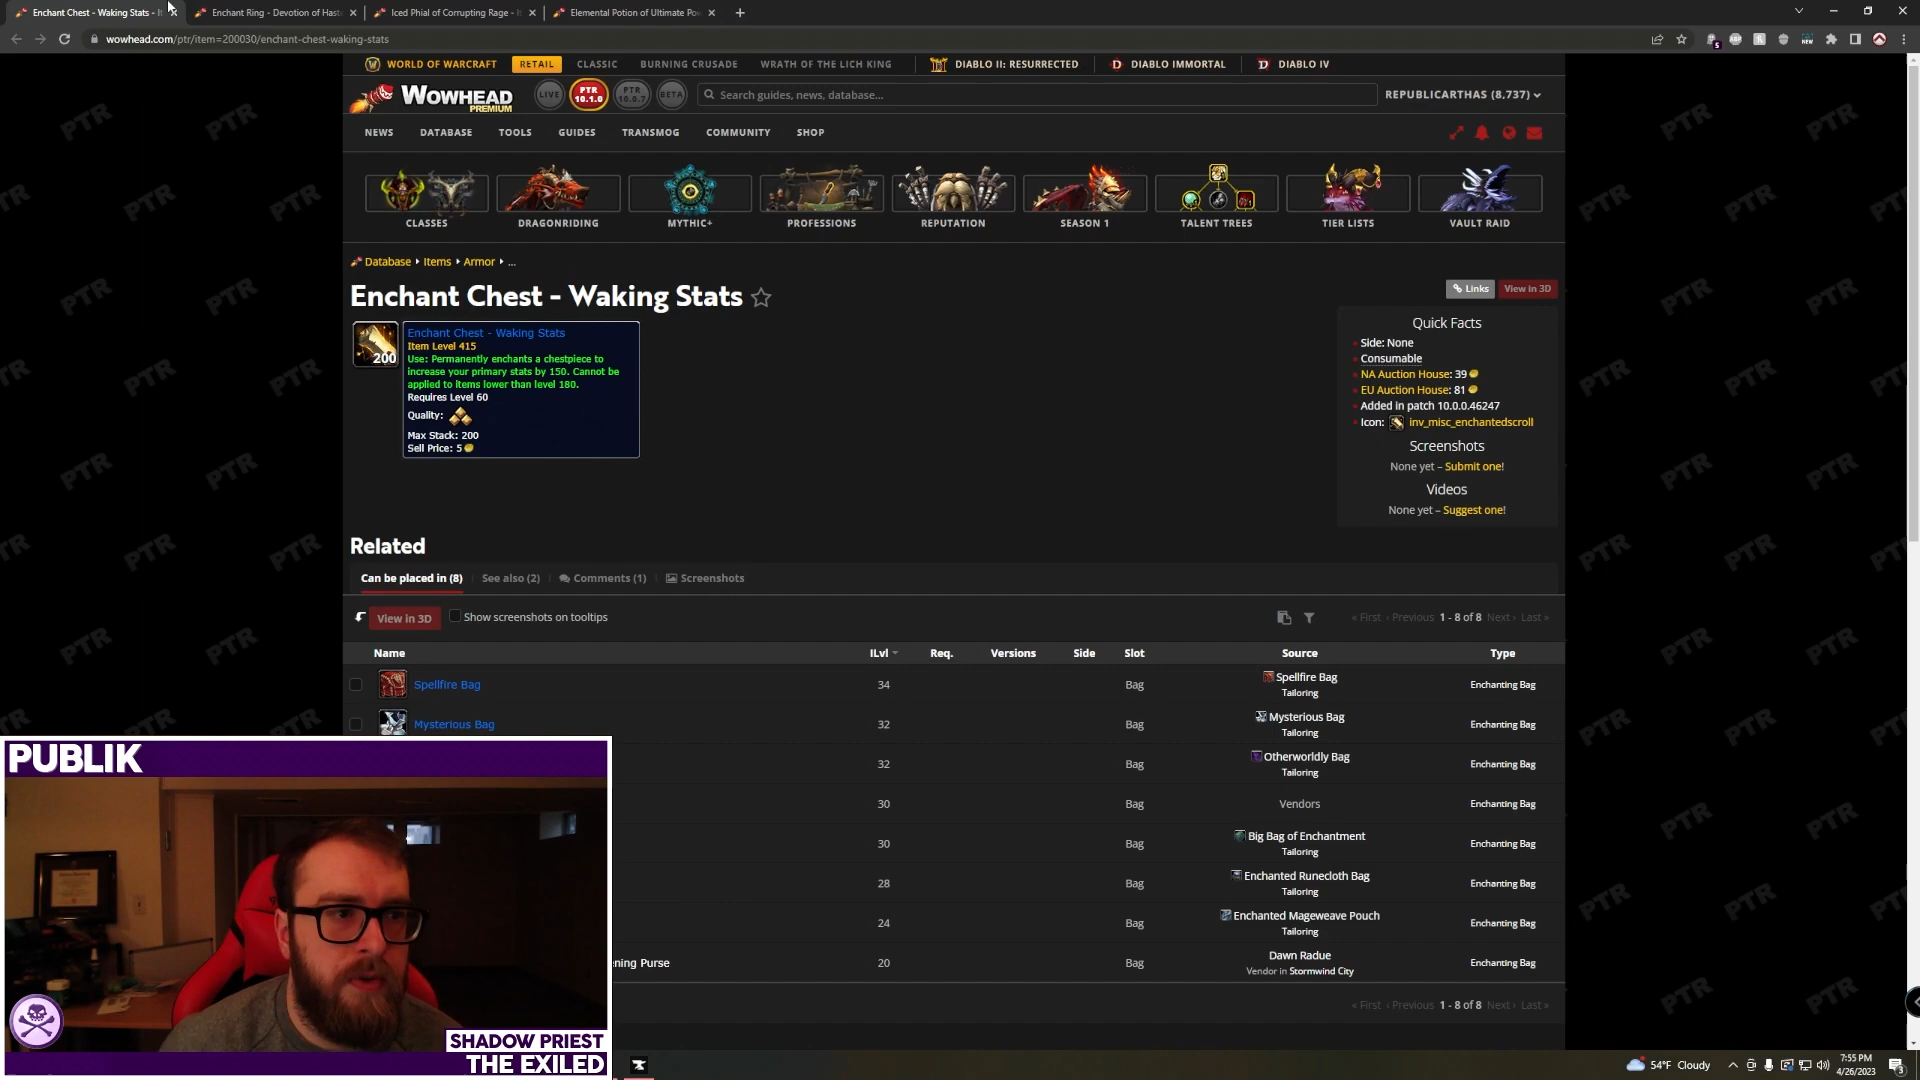 Enchant Chest - Waking Stats - It
Enchant Ring - Devotion of Hast
Iced Phial of Corrupting Rage - It
Elemental Potion of Ultimate Po
wowhead.com/ptr/item=200030/enchant-chest-waking-stats
WORLD OF WARCRAFT RETAIL CLASSIC BURNING CRUSADE WRATH OF THE LICH KING DIABLO II: RESURRECTED DIABLO IMMORTAL DIABLO IV
WOWHEAD PREMIUM
LIVE PTR 10.1.0 PTR 10.0.7 BETA
Search guides, news, database...
REPUBLICARTHAS (8,737)
NEWS DATABASE TOOLS GUIDES TRANSMOG COMMUNITY SHOP
CLASSES DRAGONRIDING MYTHIC+ PROFESSIONS REPUTATION SEASON 1 TALENT TREES TIER LISTS VAULT RAID
Database Items Armor ...
Enchant Chest - Waking Stats
Links View in 3D
200
Enchant Chest - Waking Stats
Item Level 415
Use: Permanently enchants a chestpiece to
increase your primary stats by 150. Cannot be
applied to items lower than level 180.
Requires Level 60
Quality:
Max Stack: 200
Sell Price: 5
Quick Facts
Side: None
Consumable
NA Auction House: 39
EU Auction House: 81
Added in patch 10.0.0.46247
Icon: inv_misc_enchantedscroll
Screenshots
None yet – Submit one!
Videos
None yet – Suggest one!
Related
Can be placed in (8) See also (2) Comments (1) Screenshots
View in 3D Show screenshots on tooltips
« First ‹ Previous 1 - 8 of 8 Next › Last »
Name ILvl Req. Versions Side Slot Source Type
Spellfire Bag 34 Bag Spellfire Bag Enchanting Bag
Tailoring
Mysterious Bag 32 Bag Mysterious Bag Enchanting Bag
Tailoring
32 Bag Otherworldly Bag Enchanting Bag
Tailoring
30 Bag Vendors Enchanting Bag
30 Bag Big Bag of Enchantment Enchanting Bag
Tailoring
28 Bag Enchanted Runecloth Bag Enchanting Bag
Tailoring
24 Bag Enchanted Mageweave Pouch Enchanting Bag
Tailoring
ening Purse 20 Bag Dawn Radue Enchanting Bag
Vendor in Stormwind City
« First ‹ Previous 1 - 8 of 8 Next › Last »
PUBLIK
SHADOW PRIEST
THE EXILED
54°F Cloudy
7:55 PM
4/26/2023
PTR